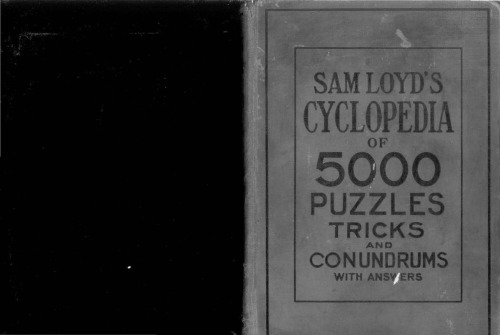 SAM LOYD'S
CYCLOPEDIA
OF
5000
PUZZLES
TRICKS
AND
CONUNDRUMS
WITH ANSWERS